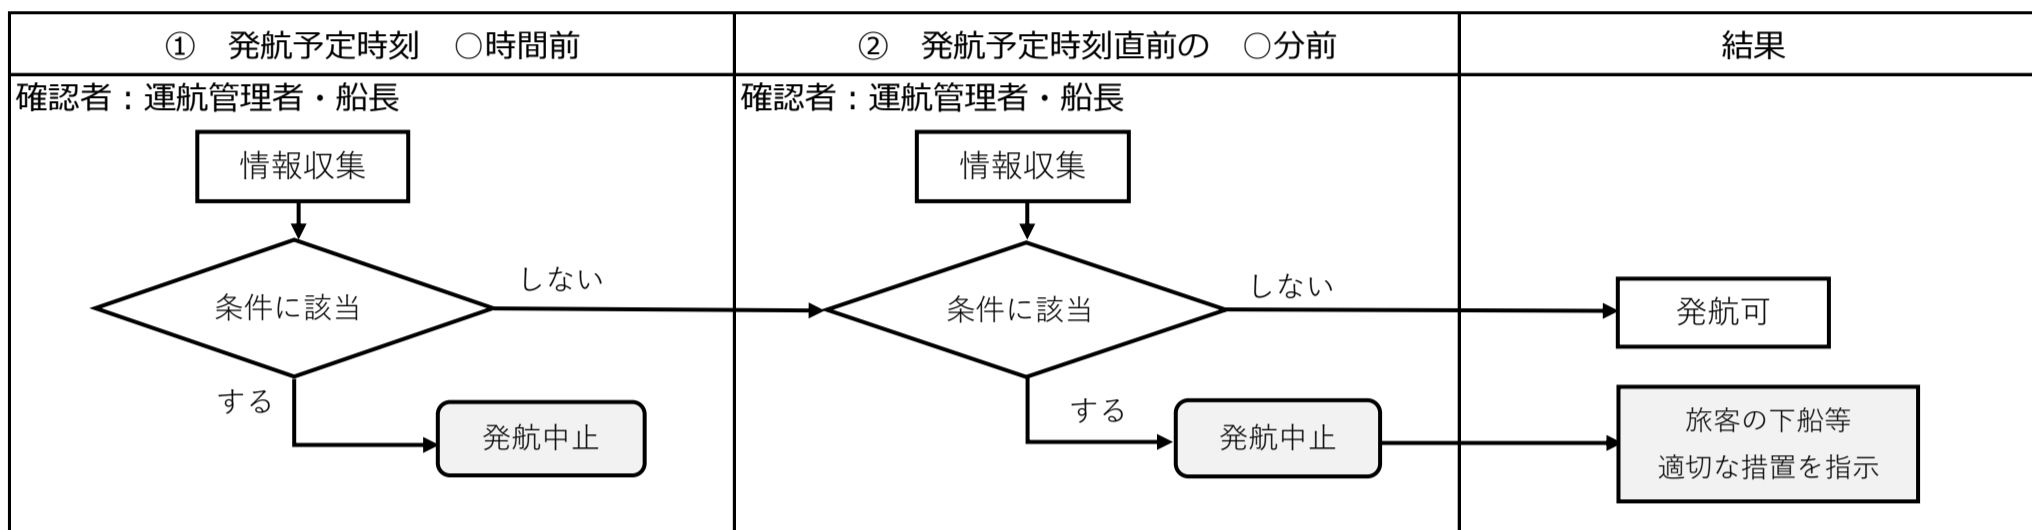 ① 発航予定時刻 ○時間前
② 発航予定時刻直前の ○分前
結果
確認者：運航管理者・船長
情報収集
条件に該当
しない
する
発航中止
確認者：運航管理者・船長
情報収集
条件に該当
しない
する
発航中止
発航可
旅客の下船等
適切な措置を指示